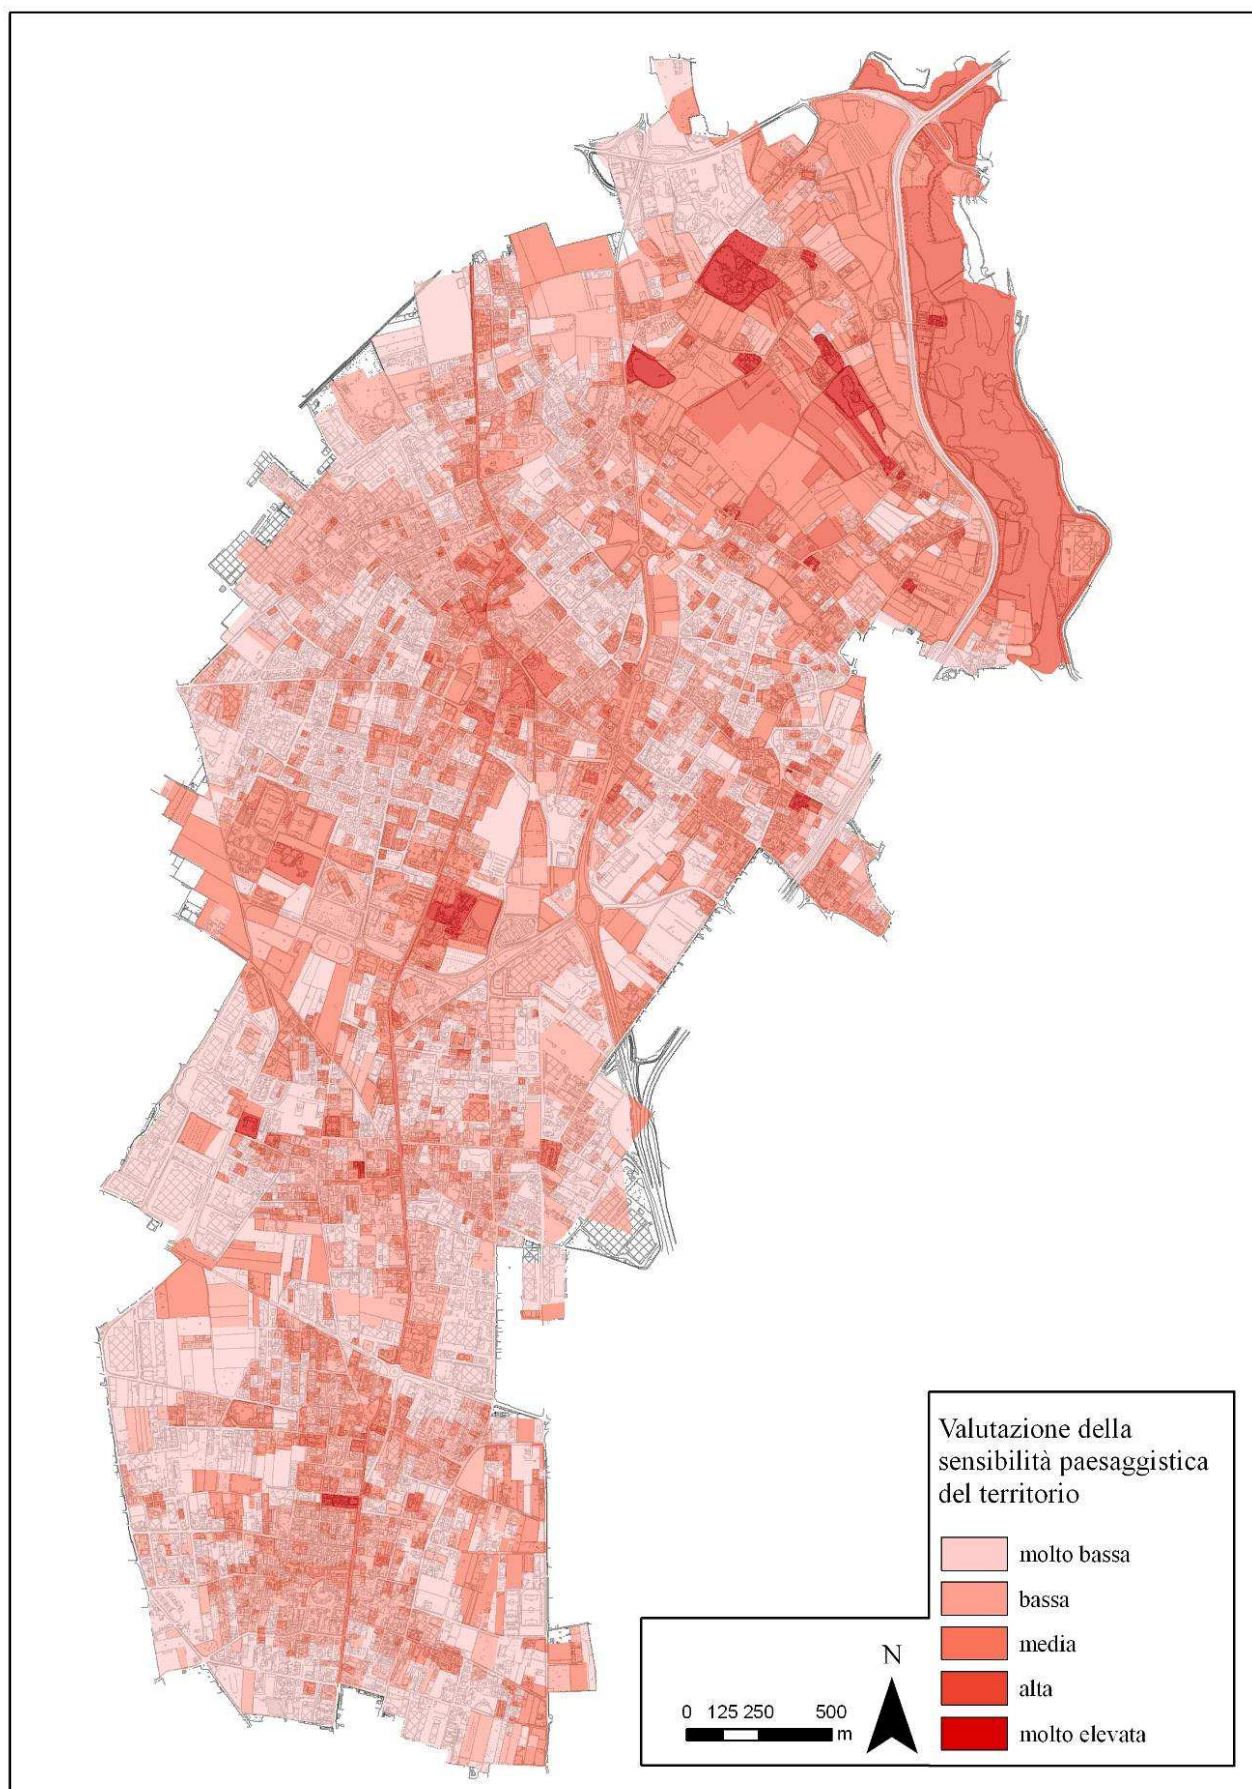 Valutazione della
sensibilità paesaggistica
del territorio
molto bassa
bassa
media
alta
molto elevata
N
0 125 250 500
m